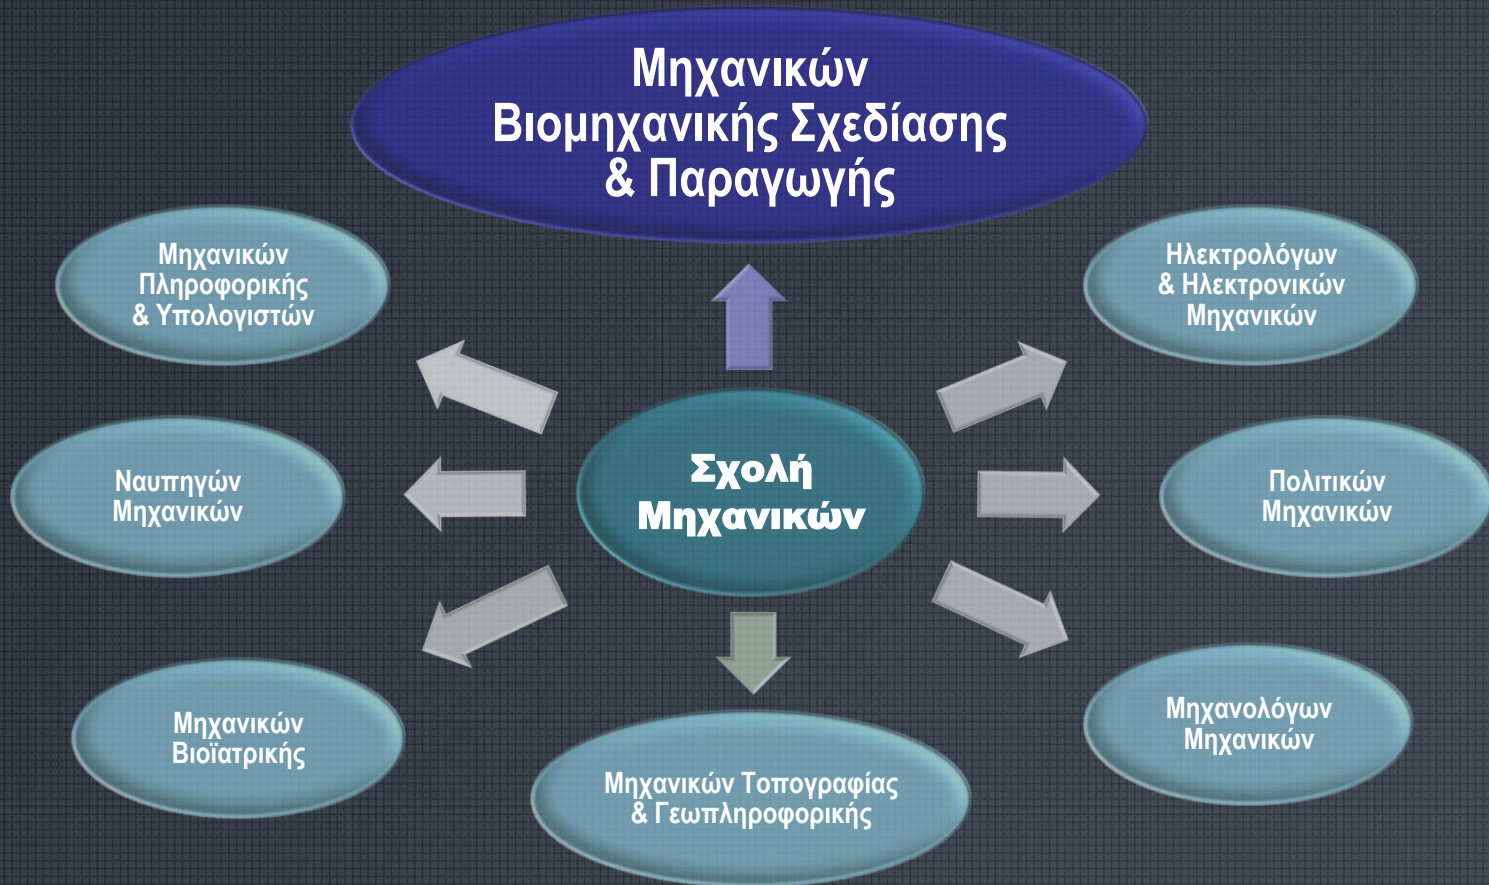 Μηχανικών
Βιομηχανικής Σχεδίασης
& Παραγωγής
Μηχανικών
Πληροφορικής
& Υπολογιστών
Ηλεκτρολόγων
& Ηλεκτρονικών
Μηχανικών
Ναυπηγών
Μηχανικών
Σχολή
Μηχανικών
Πολιτικών
Μηχανικών
Μηχανικών
Βιοϊατρικής
Μηχανικών Τοπογραφίας
& Γεωπληροφορικής
Μηχανολόγων
Μηχανικών